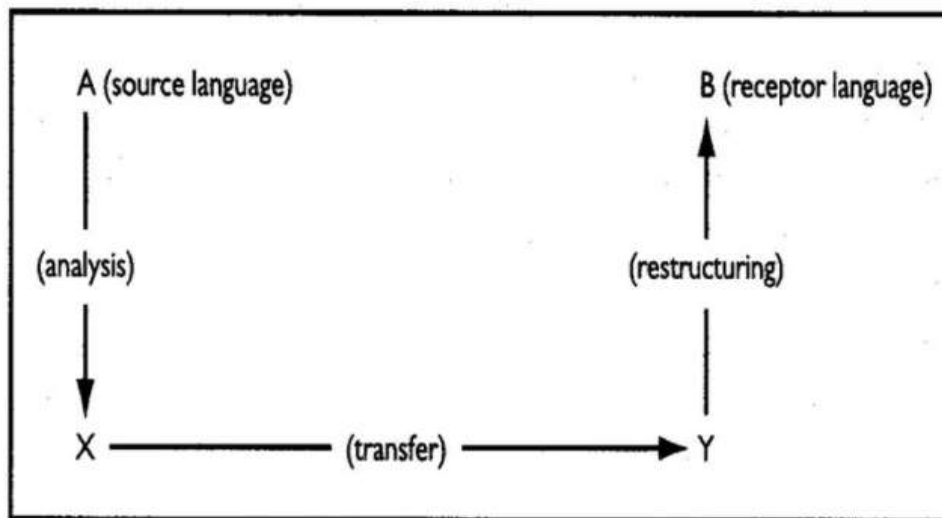 A (source language)
B (receptor language)
(analysis)
(restructuring)
X
(transfer)
Y